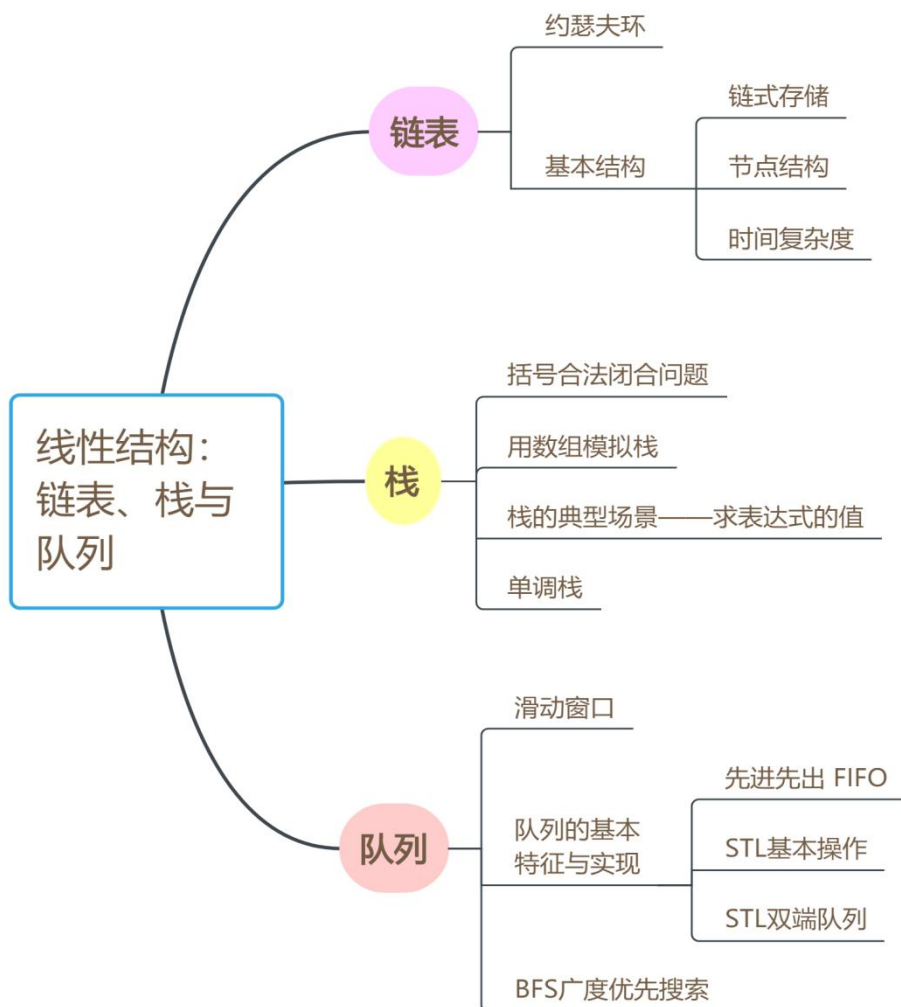 线性结构：
链表、栈与
队列
链表
约瑟夫环
基本结构
链式存储
节点结构
时间复杂度
栈
括号合法闭合问题
用数组模拟栈
栈的典型场景——求表达式的值
单调栈
队列
滑动窗口
队列的基本
特征与实现
先进先出 FIFO
STL基本操作
STL双端队列
BFS广度优先搜索